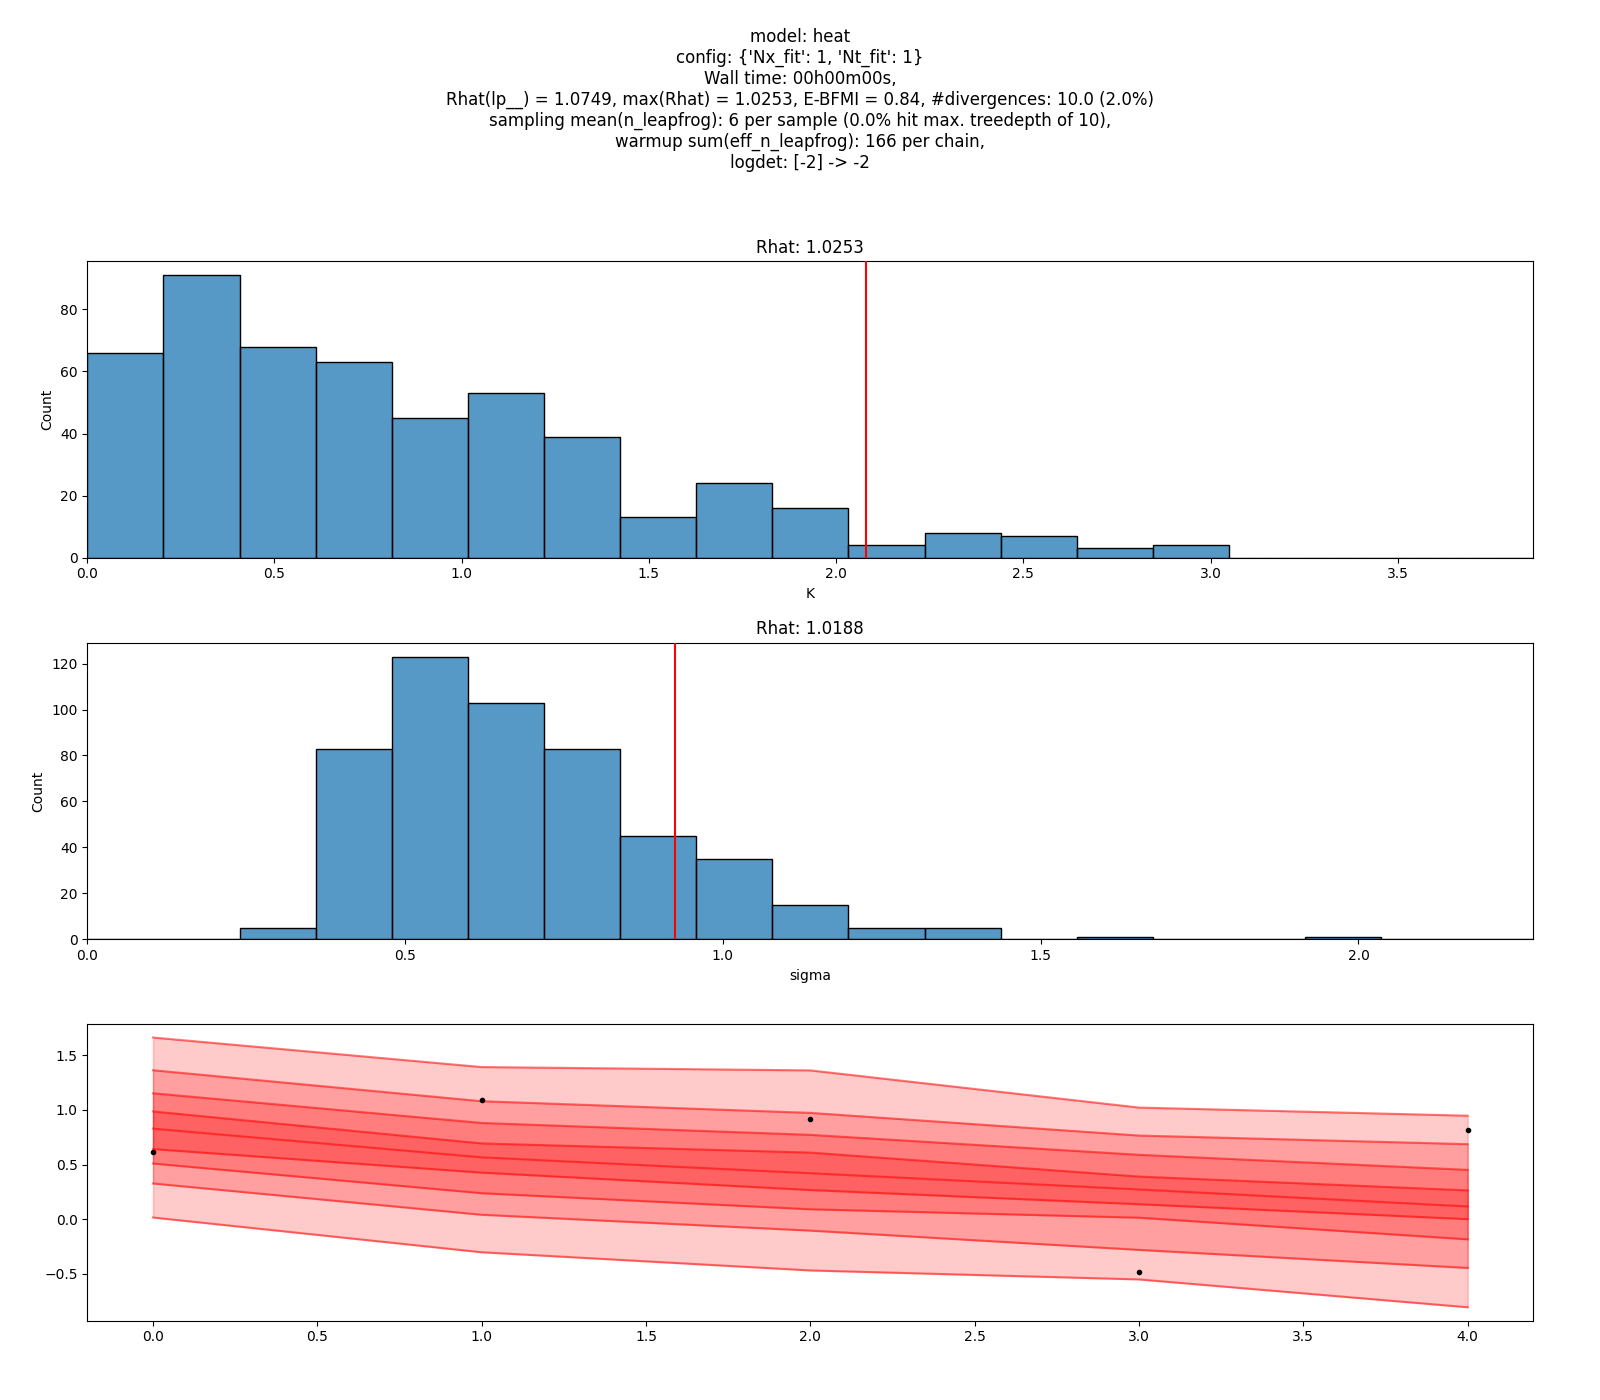 model: heat
config: {'Nx_fit': 1, 'Nt_fit': 1}
Wall time: 00h00m00s,
Rhat(lp__) = 1.0749, max(Rhat) = 1.0253, E-BFMI = 0.84, #divergences: 10.0 (2.0%)
sampling mean(n_leapfrog): 6 per sample (0.0% hit max. treedepth of 10),
warmup sum(eff_n_leapfrog): 166 per chain,
logdet: [-2] -> -2
Rhat: 1.0253
80
60
40
20
0
Count
0.0 0.5 1.0 1.5 2.0 2.5 3.0 3.5
K
Rhat: 1.0188
120
100
80
60
40
20
0
Count
0.0 0.5 1.0 1.5 2.0
sigma
1.5
1.0
0.5
0.0
−0.5
0.0 0.5 1.0 1.5 2.0 2.5 3.0 3.5 4.0